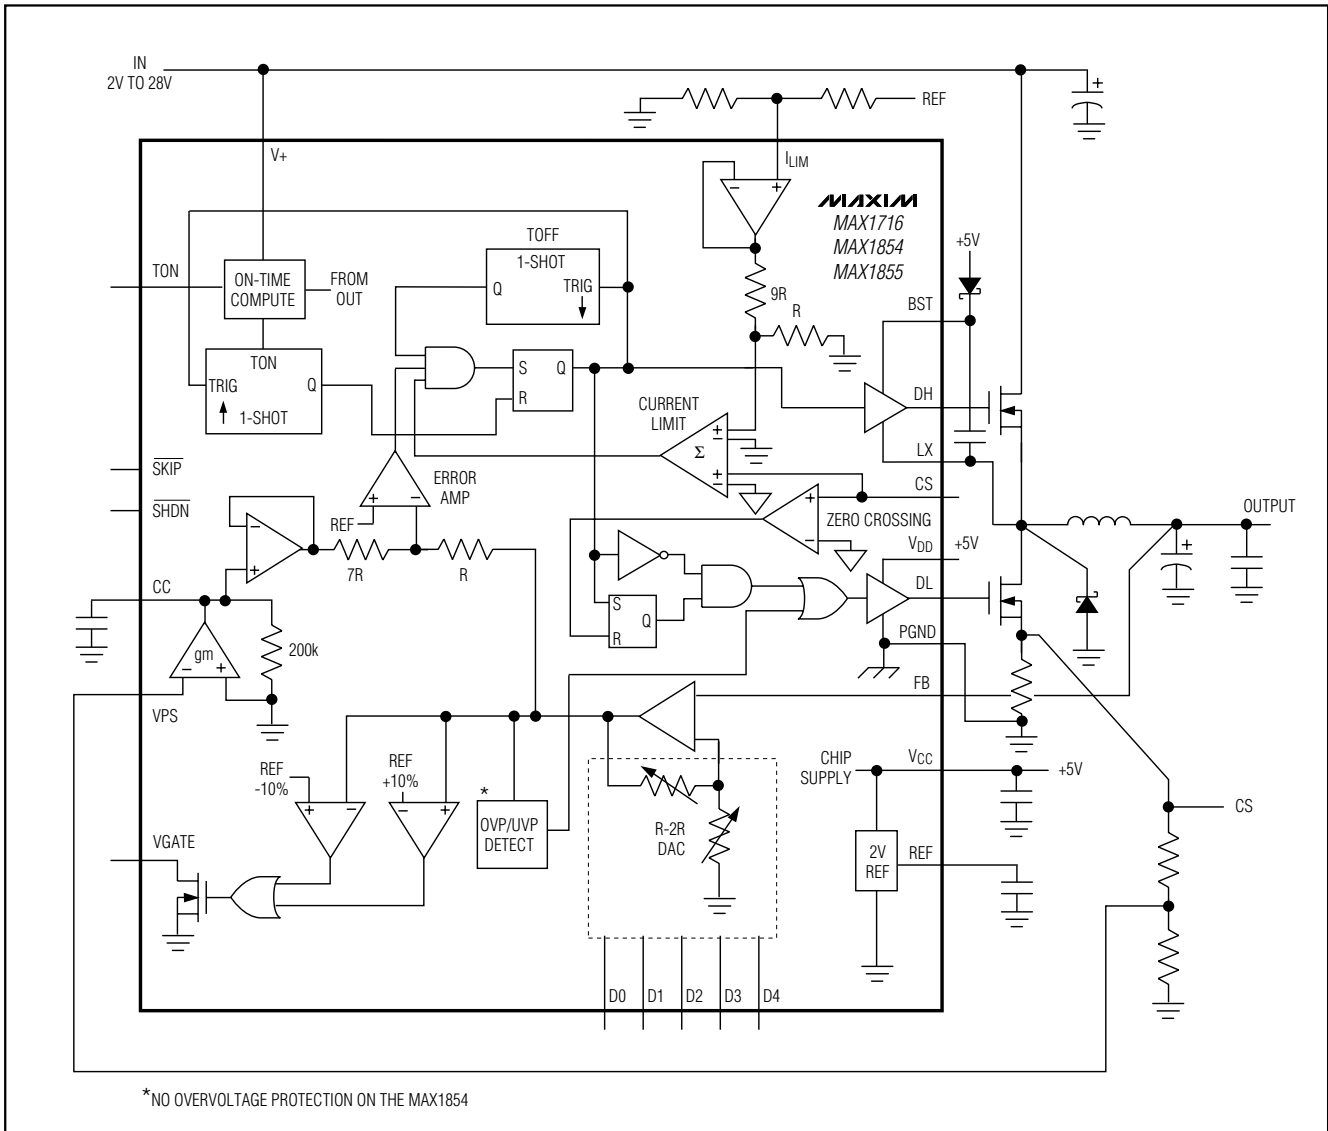 IN
2V TO 28V
REF
V+
ILIM
MAXIM
MAX1716
MAX1854
MAX1855
+5V
TOFF
1-SHOT
Q
TRIG
TON
ON-TIME
COMPUTE
FROM
OUT
9R
R
BST
TON
TRIG
Q
1-SHOT
S
Q
R
DH
CURRENT
LIMIT
+
−
Σ
+
−
LX
SKIP
ERROR
AMP
+
−
CS
SHDN
REF
+
−
ZERO CROSSING
OUTPUT
−
+
7R
R
VDD
+5V
+
CC
DL
S
Q
R
gm
−
+
200k
PGND
VPS
FB
REF
-10%
REF
+10%
CHIP
SUPPLY
VCC
+5V
+
−
−
+
*
OVP/UVP
DETECT
R-2R
DAC
CS
VGATE
2V
REF
REF
D0
D1
D2
D3
D4
*NO OVERVOLTAGE PROTECTION ON THE MAX1854